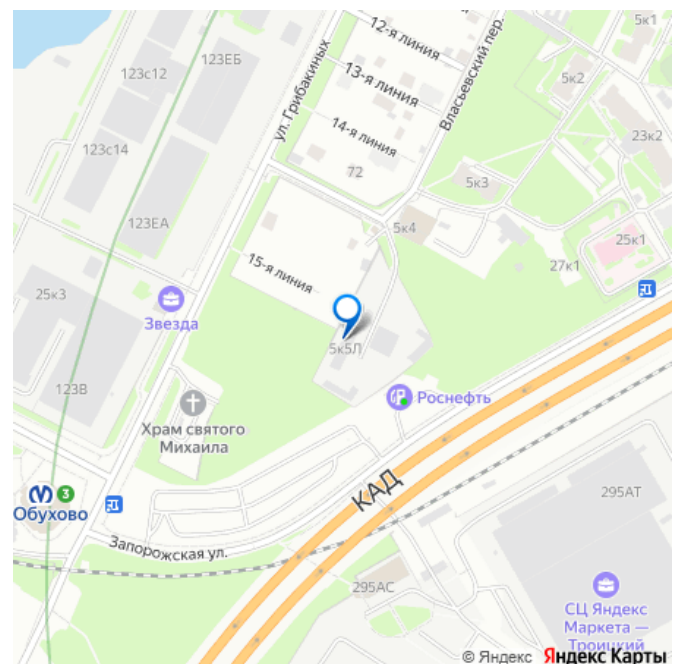 12-я линия
5к1
123с12
123ЕБ
ул. Грибакиных
13-я линия
Власьевский пер.
5к2
14-я линия
23к2
123с14
72
5к3
123ЕА
5к4
25к1
15-я линия
27к1
25к3
Звезда
5к5Л
123В
Роснефть
Храм святого
Михаила
КАД
295АТ
3
Обухово
Запорожская ул.
295АС
СЦ Яндекс
Маркета —
Троицкий
© Яндекс Яндекс Карты